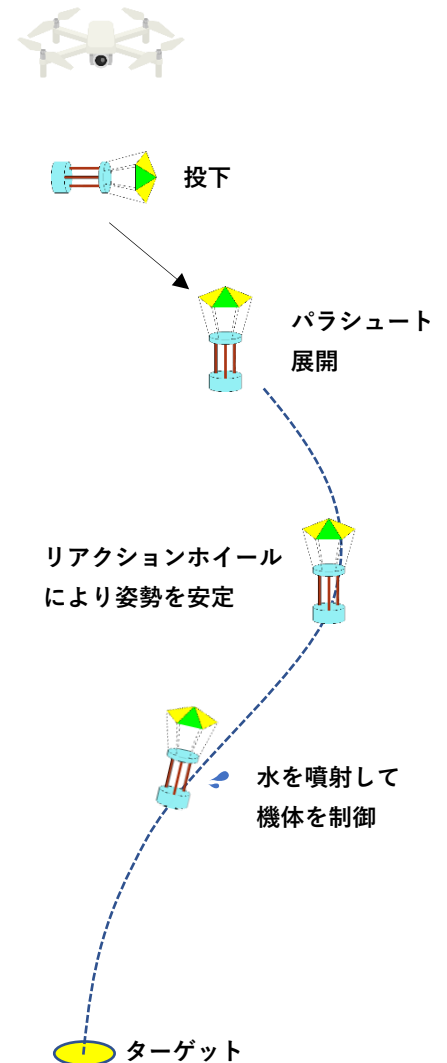 投下
パラシュート
展開
リアクションホイール
により姿勢を安定
水を噴射して
機体を制御
ターゲット